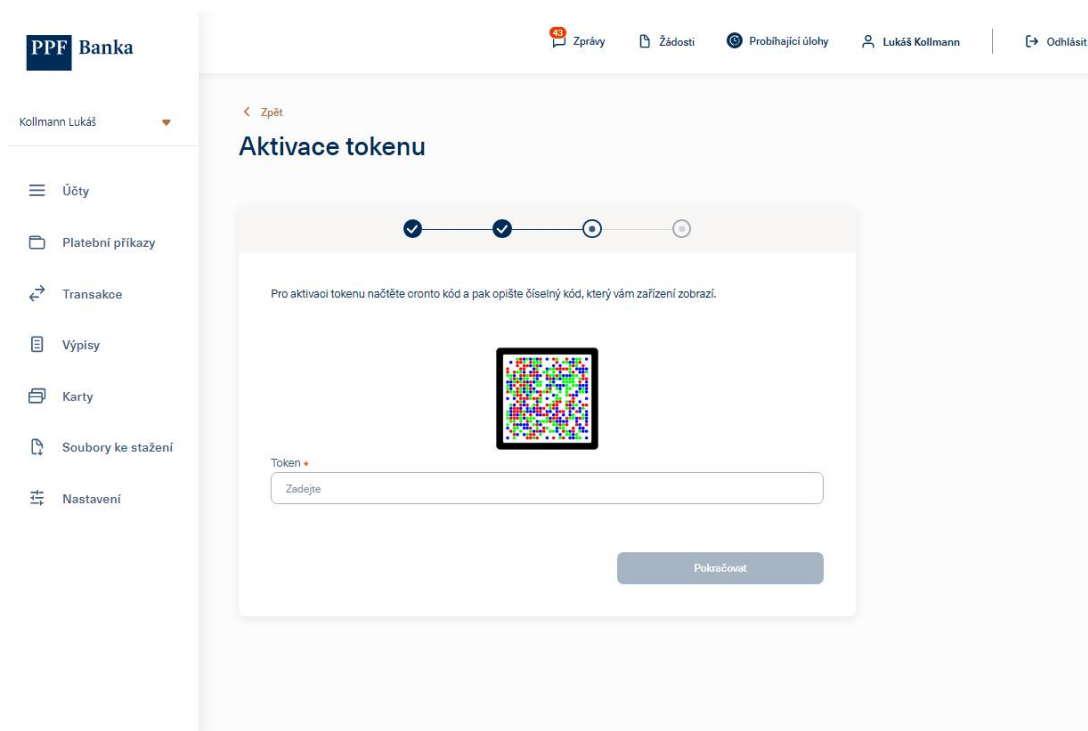 PPF Banka
43
Zprávy
Žádosti
Probíhající úlohy
Lukáš Kollmann
Odhlásit
Kollmann Lukáš
Účty
Platební příkazy
Transakce
Výpisy
Karty
Soubory ke stažení
Nastavení
Zpět
Aktivace tokenu
Pro aktivaci tokenu načtěte cronto kód a pak opište číselný kód, který vám zařízení zobrazí.
Token *
Zadejte
Pokračovat